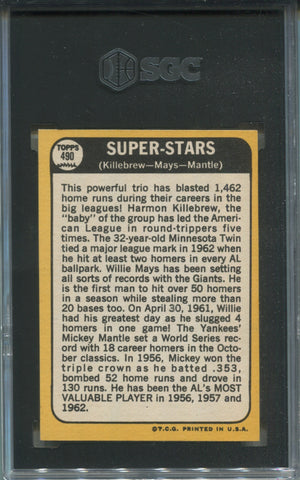 SGC
TOPPS
490
SUPER-STARS
(Killebrew—Mays—Mantle)
This powerful trio has blasted 1,462
home runs during their careers in the
big leagues! Harmon Killebrew, the
"baby" of the group has led the Ameri-
can League in round-trippers five
times. The 32-year-old Minnesota Twin
tied a major league mark in 1962 when
he hit at least two homers in every AL
ballpark. Willie Mays has been setting
all sorts of records with the Giants. He
is the first man to hit over 50 homers
in a season while stealing more than
20 bases too. On April 30, 1961, Willie
had his greatest day as he slugged 4
homers in one game! The Yankees'
Mickey Mantle set a World Series rec-
ord with 18 career homers in the Octo-
ber classics. In 1956, Mickey won the
triple crown as he batted .353,
bombed 52 home runs and drove in
130 runs. He has been the AL's MOST
VALUABLE PLAYER in 1956, 1957 and
1962.
©T.C.G. PRINTED IN U.S.A.